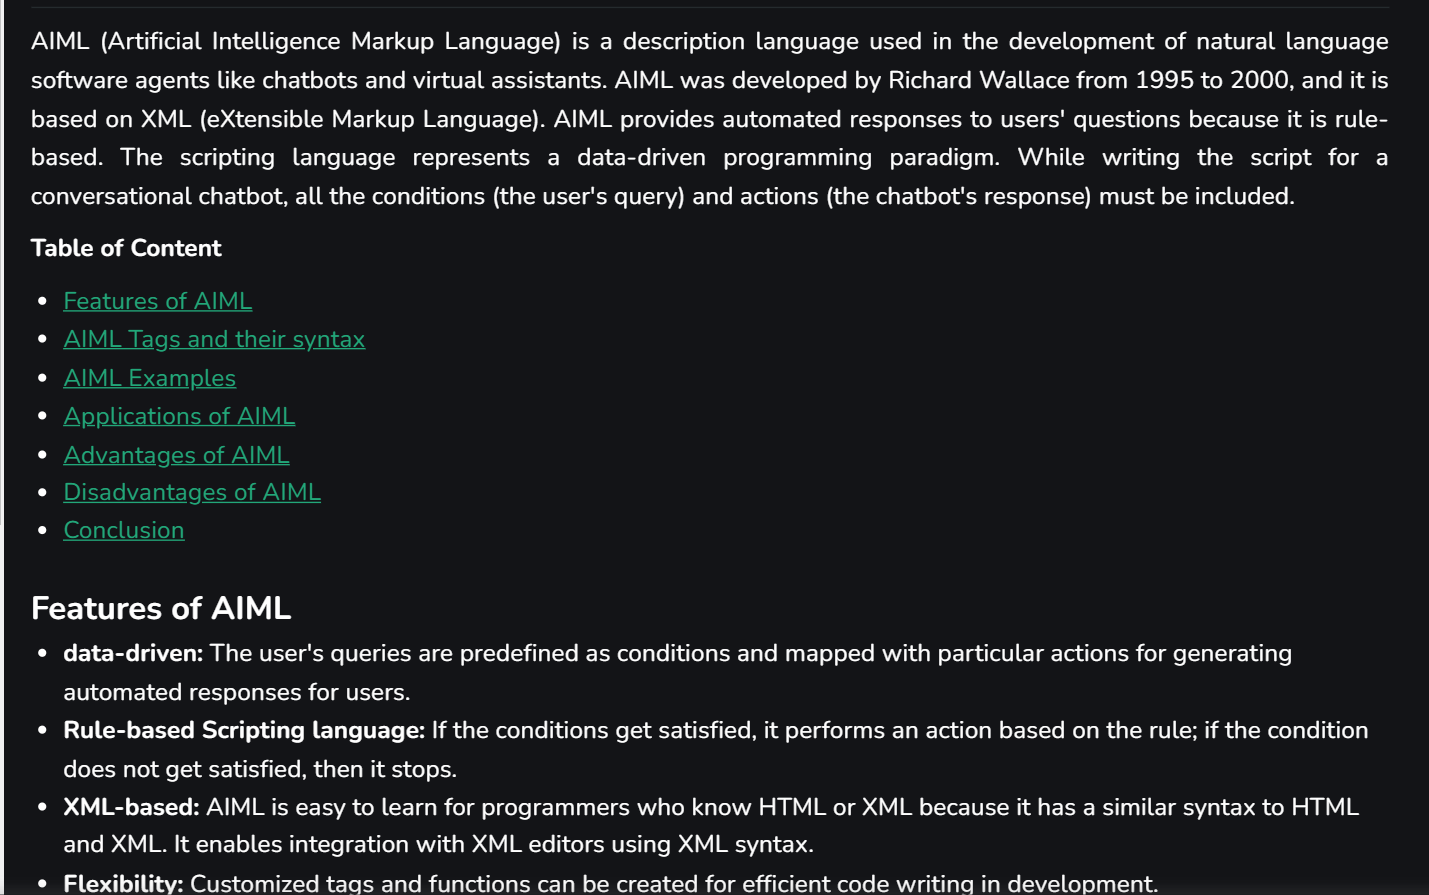 AIML (Artificial Intelligence Markup Language) is a description language used in the development of natural language
software agents like chatbots and virtual assistants. AIML was developed by Richard Wallace from 1995 to 2000, and it is
based on XML (eXtensible Markup Language). AIML provides automated responses to users' questions because it is rule-
based. The scripting language represents a data-driven programming paradigm. While writing the script for a
conversational chatbot, all the conditions (the user's query) and actions (the chatbot's response) must be included.
Table of Content
• Features of AIML
• AIML Tags and their syntax
• AIML Examples
• Applications of AIML
• Advantages of AIML
• Disadvantages of AIML
• Conclusion
Features of AIML
• data-driven: The user's queries are predefined as conditions and mapped with particular actions for generating
automated responses for users.
• Rule-based Scripting language: If the conditions get satisfied, it performs an action based on the rule; if the condition
does not get satisfied, then it stops.
• XML-based: AIML is easy to learn for programmers who know HTML or XML because it has a similar syntax to HTML
and XML. It enables integration with XML editors using XML syntax.
• Flexibility: Customized tags and functions can be created for efficient code writing in development.